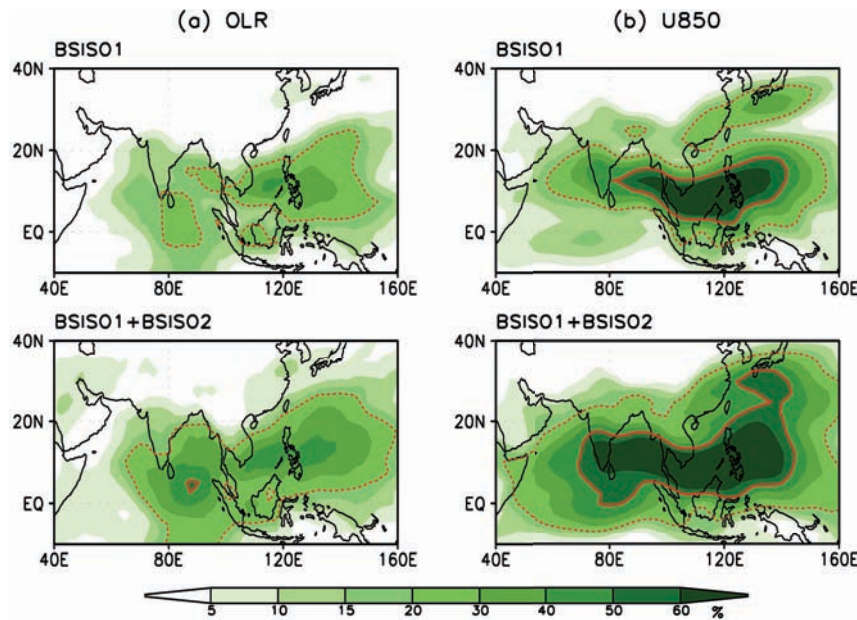 (a) OLR
(b) U850
BSISO1
BSISO1
40N
20N
EQ
40E 80E 120E 160E
40N
20N
EQ
40E 80E 120E 160E
BSISO1+BSISO2
BSISO1+BSISO2
40N
20N
EQ
40E 80E 120E 160E
40N
20N
EQ
40E 80E 120E 160E
5 10 15 20 30 40 50 60 %